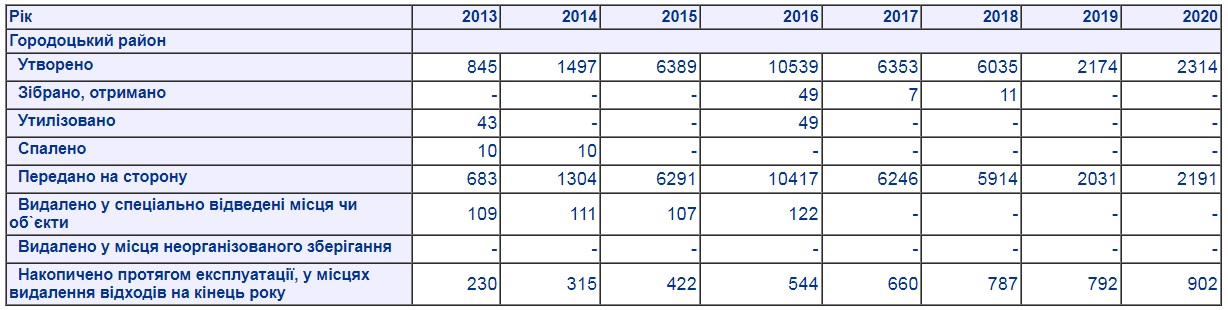 Рік 2013 2014 2015 2016 2017 2018 2019 2020
Городоцький район
Утворено 845 1497 6389 10539 6353 6035 2174 2314
Зібрано, отримано - - - 49 7 11 - -
Утилізовано 43 - - 49 - - - -
Спалено 10 10 - - - - - -
Передано на сторону 683 1304 6291 10417 6246 5914 2031 2191
Видалено у спеціально відведені місця чи
об`єкти 109 111 107 122 - - - -
Видалено у місця неорганізованого зберігання - - - - - - - -
Накопичено протягом експлуатації, у місцях
видалення відходів на кінець року 230 315 422 544 660 787 792 902